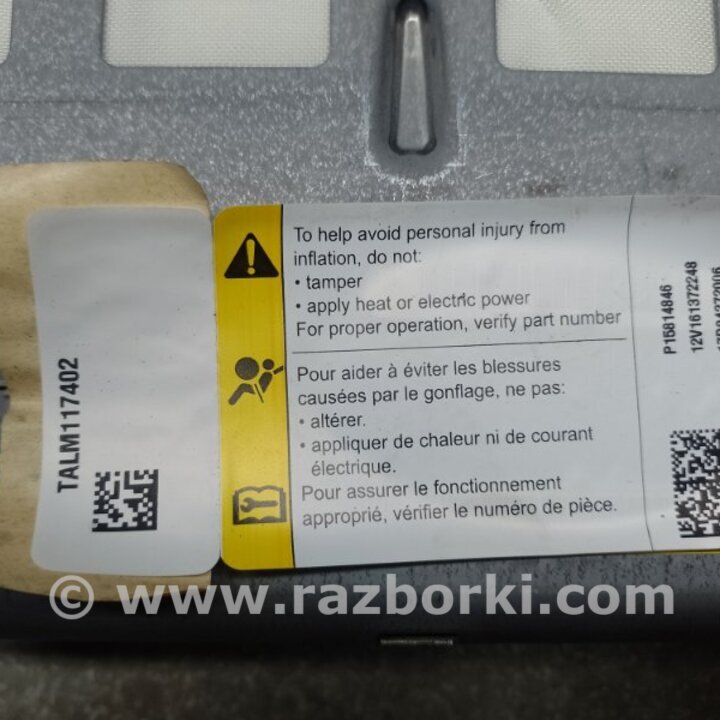 TALM117402
To help avoid personal injury from
inflation, do not:
• tamper
• apply heat or electric power
For proper operation, verify part number
Pour aider à éviter les blessures
causées par le gonflage, ne pas:
• altérer.
• appliquer de chaleur ni de courant
électrique.
Pour assurer le fonctionnement
approprié, vérifier le numéro de pièce.
P15814846
12V161372248
© www.razborki.com